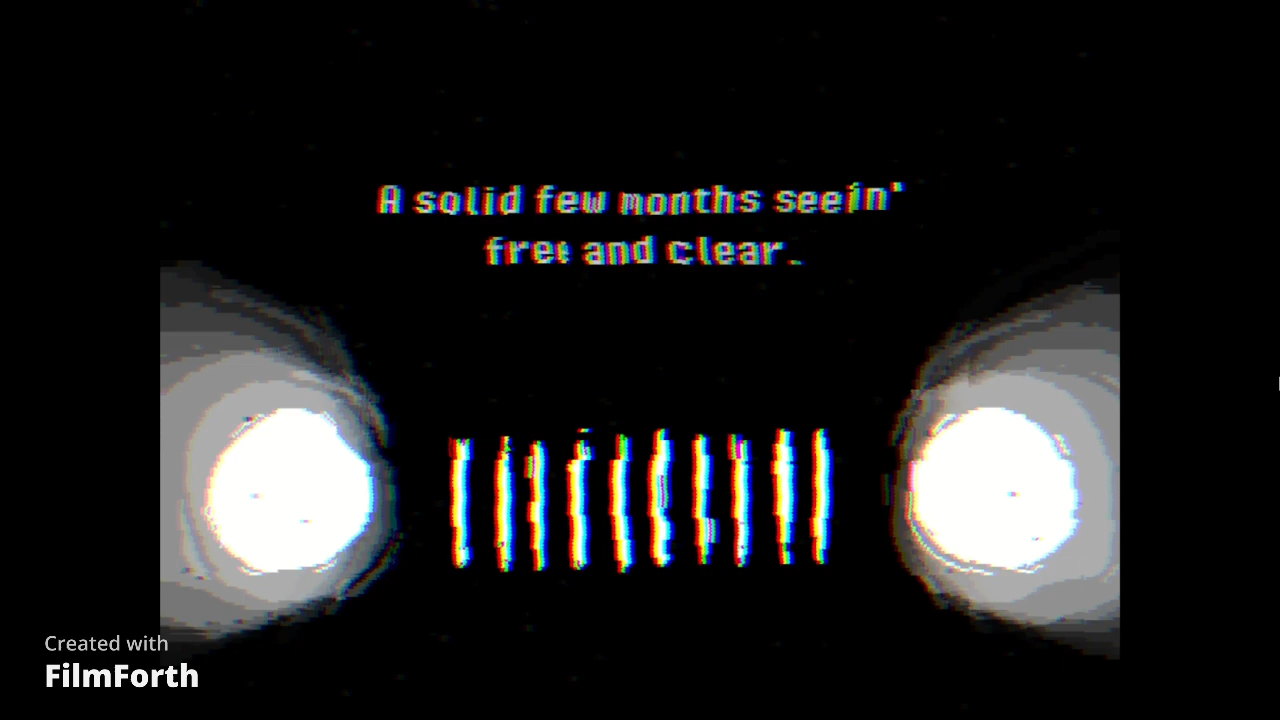 A solid few months seein'
free and clear.
Created with
FilmForth